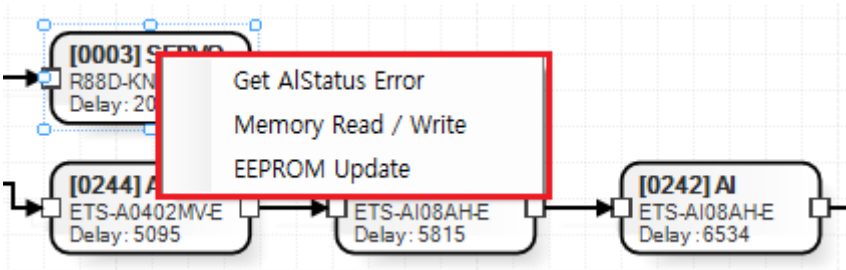 [0003] SERVO
R88D-KN
Delay: 20
Get AlStatus Error
Memory Read / Write
EEPROM Update
[0244] A
ETS-A0402MV-E
Delay: 5095
ETS-AI08AH-E
Delay: 5815
[0242] AI
ETS-AI08AH-E
Delay: 6534